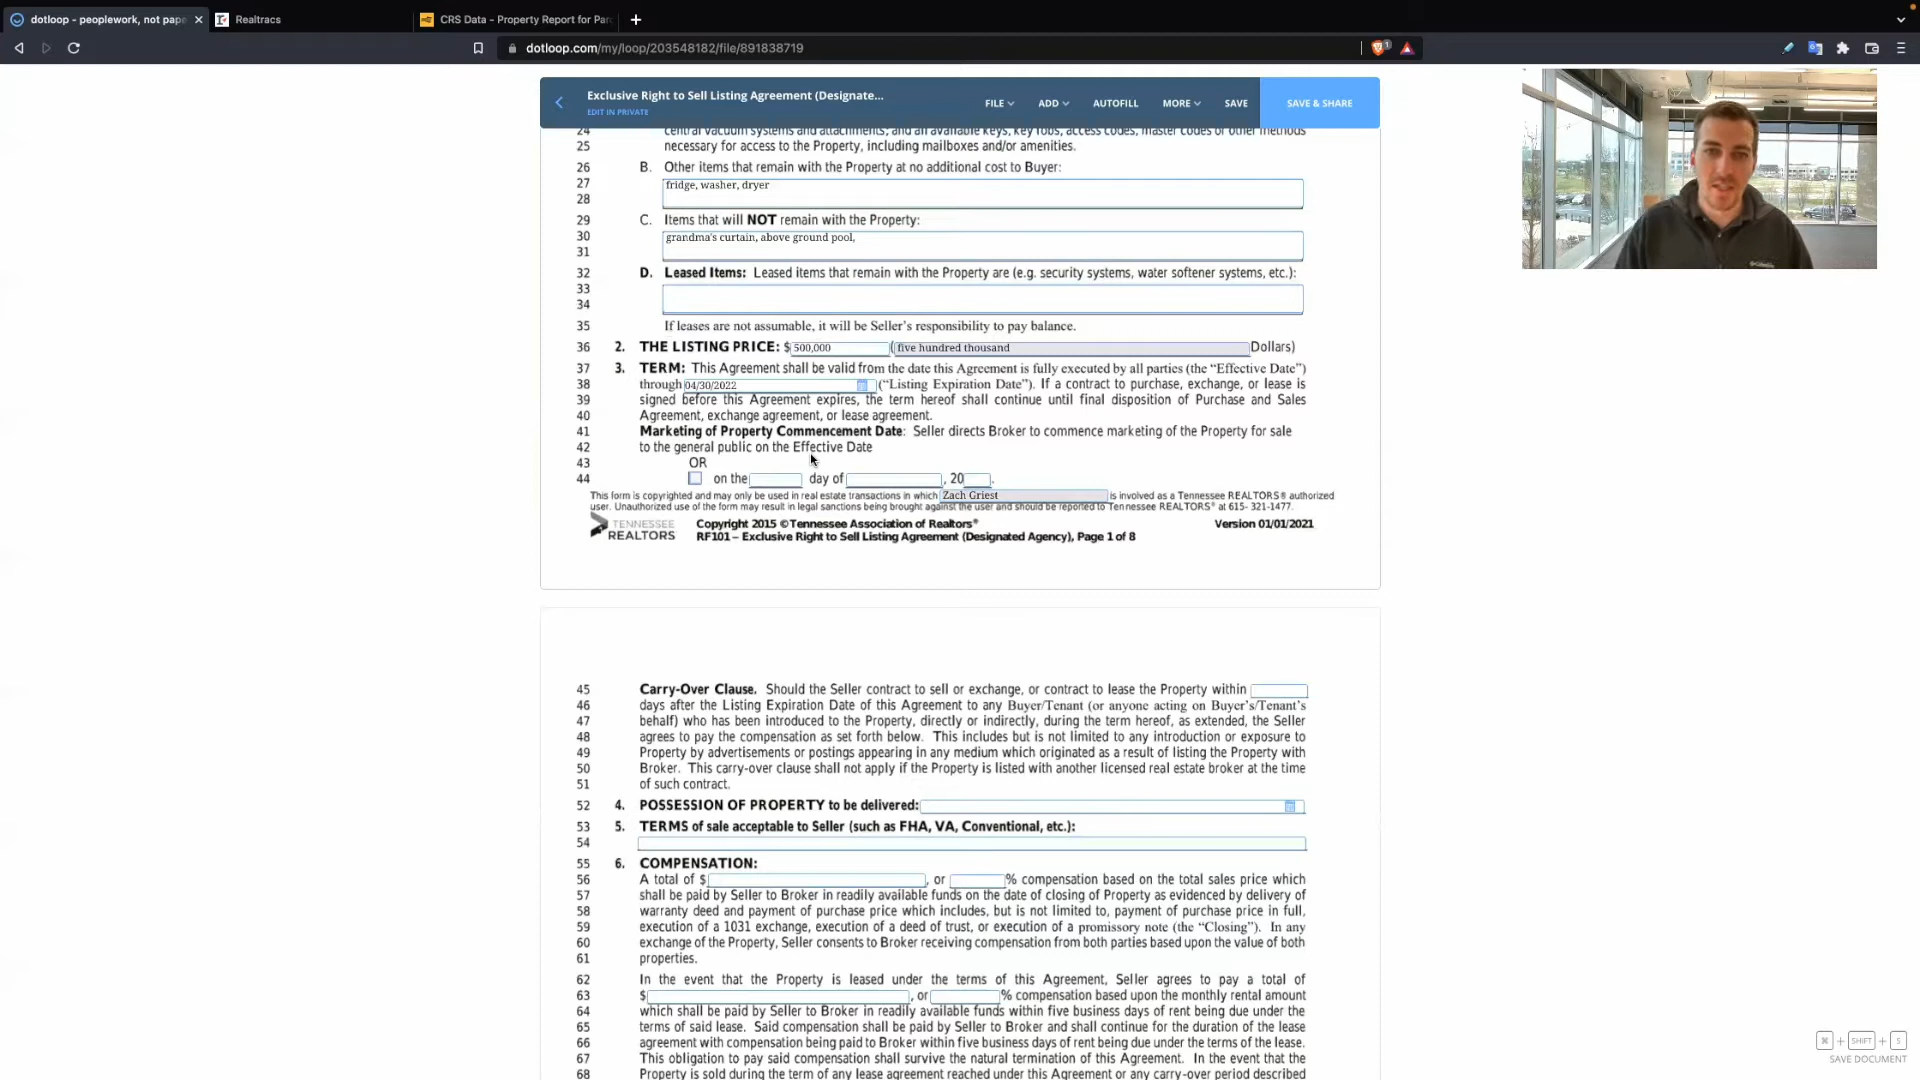 dotloop - peoplework, not pape
Realtracs
CRS Data - Property Report for Parc
dotloop.com/my/loop/203548182/file/891838719
1
Exclusive Right to Sell Listing Agreement (Designate...
EDIT IN PRIVATE
FILE
ADD
AUTOFILL
MORE
SAVE
SAVE & SHARE
24 central vacuum systems and attachments; and all available keys, key fobs, access codes, master codes or other methods
25 necessary for access to the Property, including mailboxes and/or amenities.
26 B. Other items that remain with the Property at no additional cost to Buyer:
27 fridge, washer, dryer
28
29 C. Items that will NOT remain with the Property:
30 grandma's curtain, above ground pool,
31
32 D. Leased Items: Leased items that remain with the Property are (e.g. security systems, water softener systems, etc.):
33
34
35 If leases are not assumable, it will be Seller's responsibility to pay balance.
36 2. THE LISTING PRICE: $ 500,000 ( five hundred thousand Dollars)
37 3. TERM: This Agreement shall be valid from the date this Agreement is fully executed by all parties (the "Effective Date")
38 through 04/30/2022 ("Listing Expiration Date"). If a contract to purchase, exchange, or lease is
39 signed before this Agreement expires, the term hereof shall continue until final disposition of Purchase and Sales
40 Agreement, exchange agreement, or lease agreement.
41 Marketing of Property Commencement Date: Seller directs Broker to commence marketing of the Property for sale
42 to the general public on the Effective Date
43 OR
44 on the day of , 20 .
This form is copyrighted and may only be used in real estate transactions in which Zach Griest is involved as a Tennessee REALTORS® authorized
user. Unauthorized use of the form may result in legal sanctions being brought against the user and should be reported to Tennessee REALTORS® at 615- 321-1477.
TENNESSEE
REALTORS
Copyright 2015 © Tennessee Association of Realtors®
Version 01/01/2021
RF101 – Exclusive Right to Sell Listing Agreement (Designated Agency), Page 1 of 8
45 Carry-Over Clause. Should the Seller contract to sell or exchange, or contract to lease the Property within
46 days after the Listing Expiration Date of this Agreement to any Buyer/Tenant (or anyone acting on Buyer's/Tenant's
47 behalf) who has been introduced to the Property, directly or indirectly, during the term hereof, as extended, the Seller
48 agrees to pay the compensation as set forth below. This includes but is not limited to any introduction or exposure to
49 Property by advertisements or postings appearing in any medium which originated as a result of listing the Property with
50 Broker. This carry-over clause shall not apply if the Property is listed with another licensed real estate broker at the time
51 of such contract.
52 4. POSSESSION OF PROPERTY to be delivered:
53 5. TERMS of sale acceptable to Seller (such as FHA, VA, Conventional, etc.):
54
55 6. COMPENSATION:
56 A total of $ , or % compensation based on the total sales price which
57 shall be paid by Seller to Broker in readily available funds on the date of closing of Property as evidenced by delivery of
58 warranty deed and payment of purchase price which includes, but is not limited to, payment of purchase price in full,
59 execution of a 1031 exchange, execution of a deed of trust, or execution of a promissory note (the "Closing"). In any
60 exchange of the Property, Seller consents to Broker receiving compensation from both parties based upon the value of both
61 properties.
62 In the event that the Property is leased under the terms of this Agreement, Seller agrees to pay a total of
63 $ , or % compensation based upon the monthly rental amount
64 which shall be paid by Seller to Broker in readily available funds within five business days of rent being due under the
65 terms of said lease. Said compensation shall be paid by Seller to Broker and shall continue for the duration of the lease
66 agreement with compensation being paid to Broker within five business days of rent being due under the terms of the lease.
67 This obligation to pay said compensation shall survive the natural termination of this Agreement. In the event that the
68 Property is sold during the term of any lease agreement reached under this Agreement or any carry-over period described
⌘ + SHIFT + S
SAVE DOCUMENT